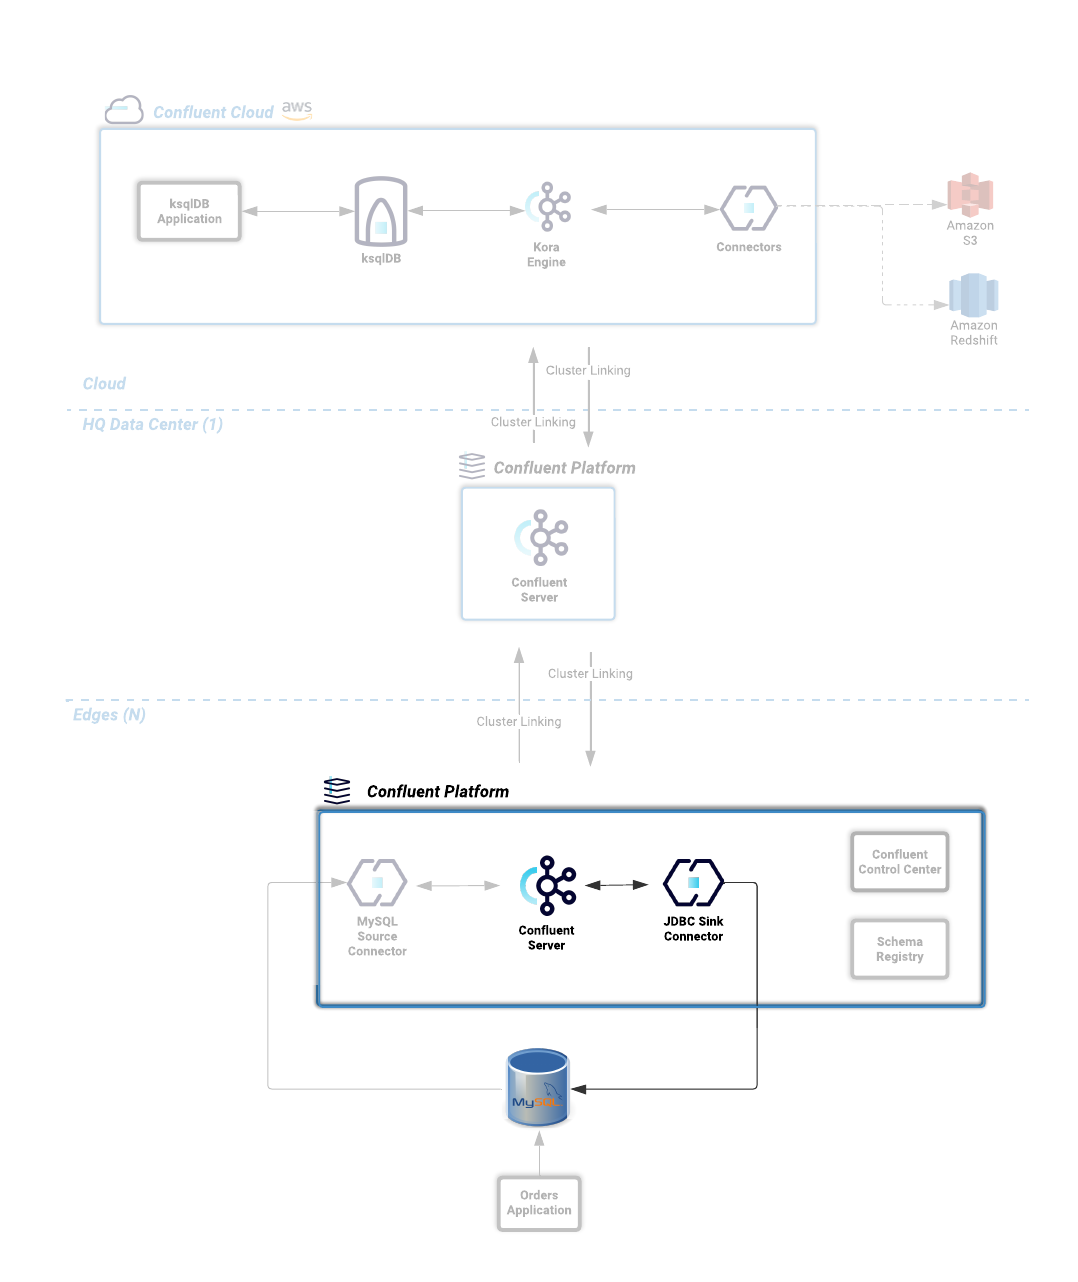 Confluent Cloud
aws
ksqlDB
Application
ksqlDB
Kora
Engine
Connectors
Amazon
S3
Amazon
Redshift
Cluster Linking
Cloud
HQ Data Center (1)
Cluster Linking
Confluent Platform
Confluent
Server
Cluster Linking
Edges (N)
Cluster Linking
Confluent Platform
MySQL
Source
Connector
Confluent
Server
JDBC Sink
Connector
Confluent
Control Center
Schema
Registry
MySQL
Orders
Application